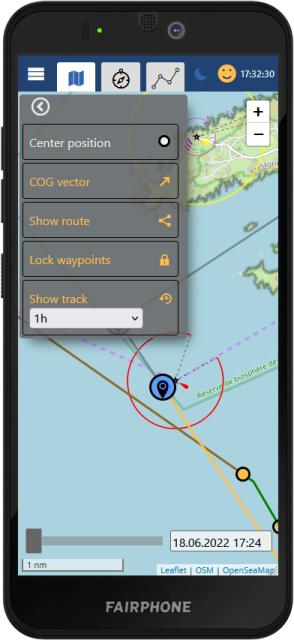 17:32:30
Center position
COG vector
Show route
Lock waypoints
Show track
1h
+
−
Réserve de biosphère des
18.06.2022 17:24
1 nm
Leaflet | OSM | OpenSeaMap
FAIRPHONE